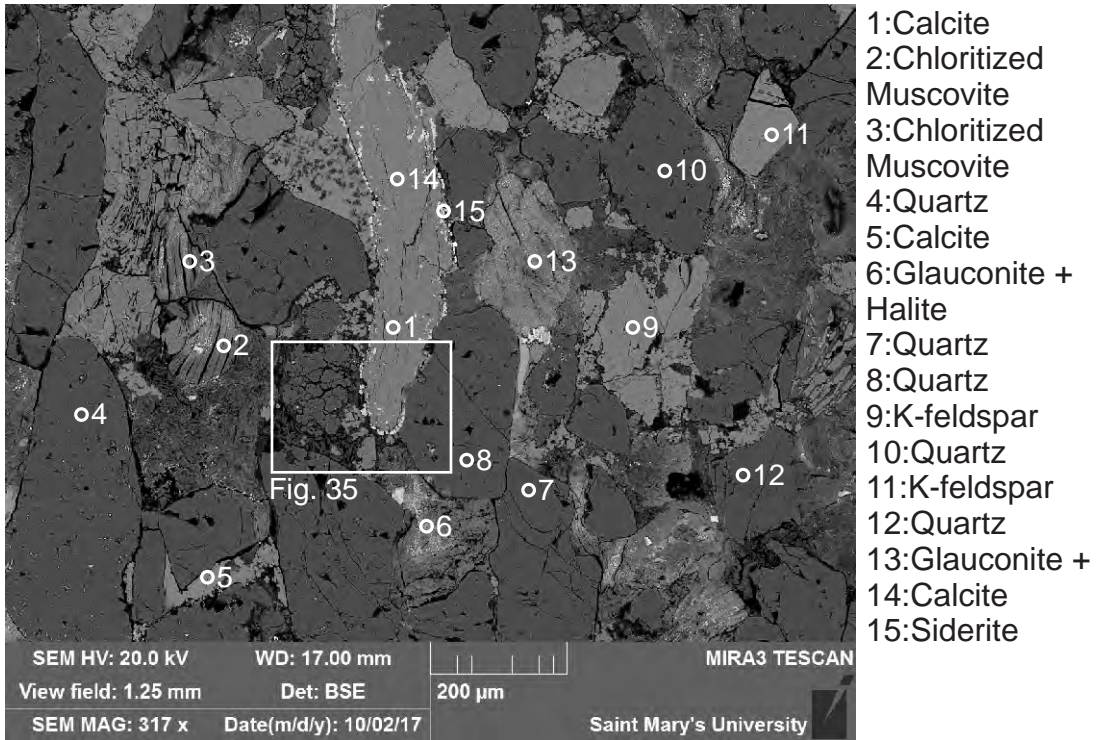 1:Calcite
2:Chloritized
Muscovite
3:Chloritized
Muscovite
4:Quartz
5:Calcite
6:Glauconite +
Halite
7:Quartz
8:Quartz
9:K-feldspar
10:Quartz
11:K-feldspar
12:Quartz
13:Glauconite +
14:Calcite
15:Siderite
11
10
14
15
3
13
1
9
2
4
8
12
Fig. 35
7
6
5
SEM HV: 20.0 kV WD: 17.00 mm MIRA3 TESCAN
View field: 1.25 mm Det: BSE 200 µm
SEM MAG: 317 x Date(m/d/y): 10/02/17 Saint Mary's University